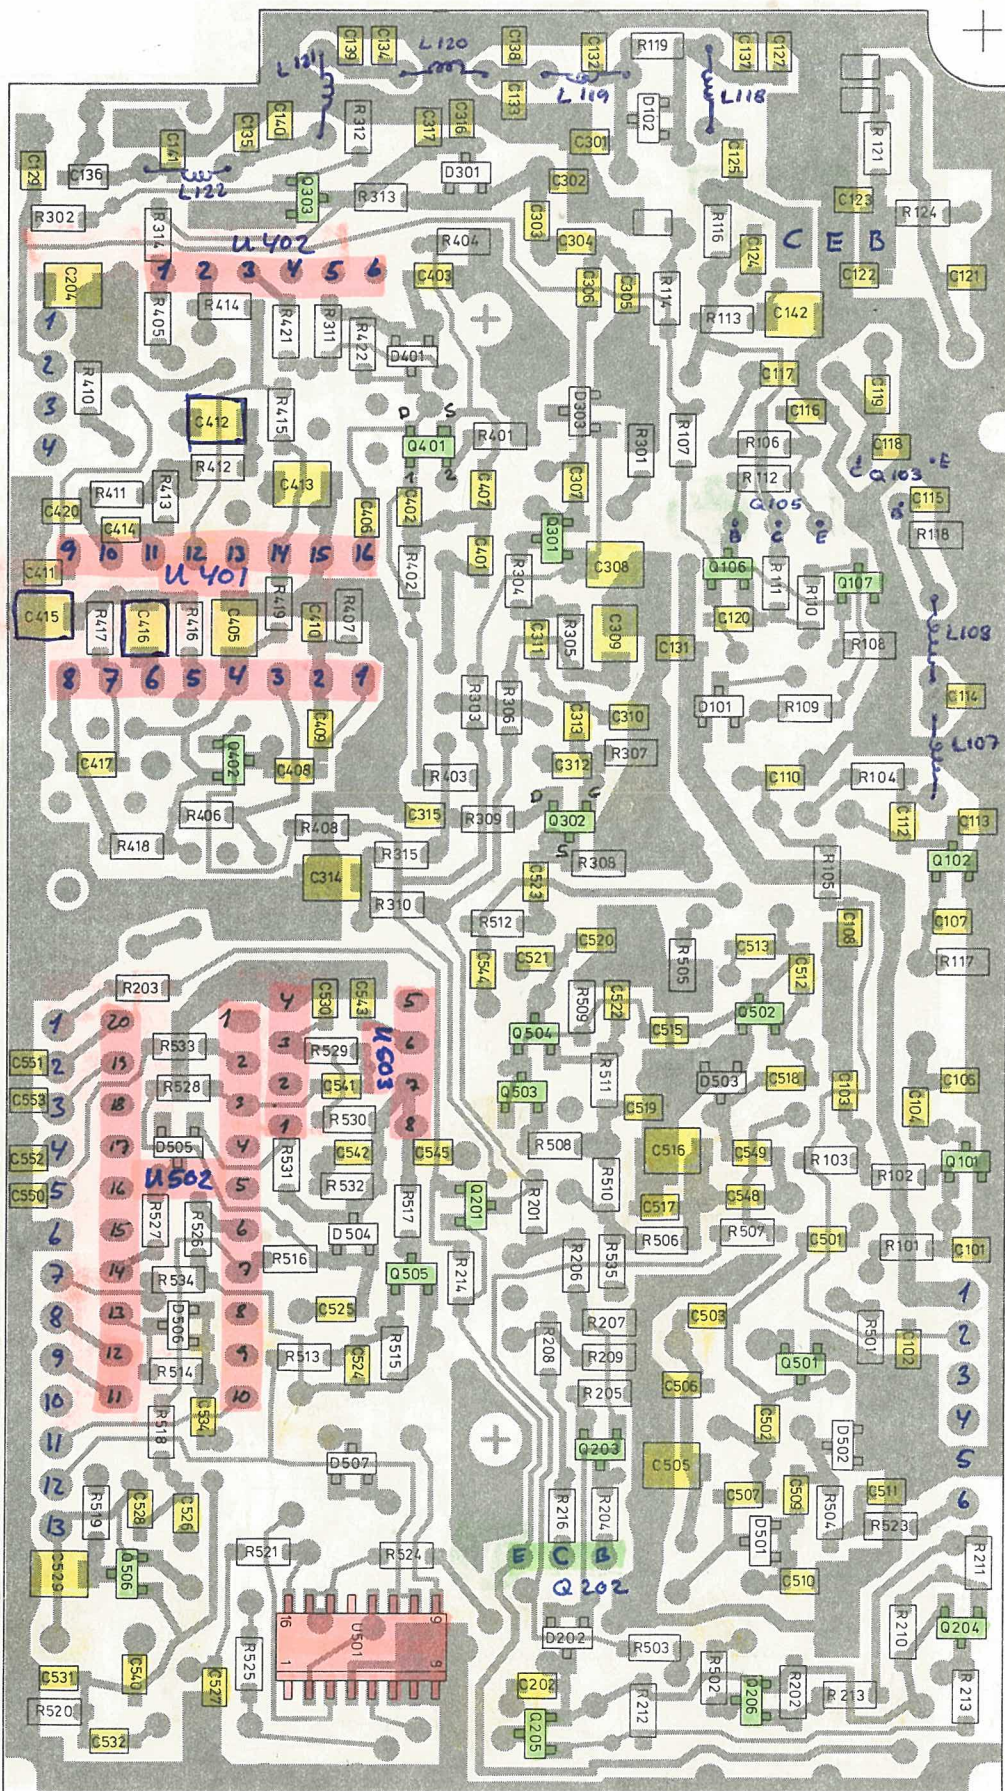 C139 C134 L120 C138 C132 R119 C137 C127
L121 L119 L118
C133 D102
C135 C140 R312 C317 C316 C301 R121
C129 C136 C141 L122 Q303 R313 D301 C302 C125
R302 R314 U402 R404 C303 C304 R116 C124 C123 R124
C E B
C204 1 2 3 4 5 6 C403 C306 C305 R114 C122 C121
1 R405 R414 R421 R311 R422 R113 C142
2 D401
R410 C117
3 C412 R415 D S D303 C116 C119
4 Q401 R401 R301 R107 R106 C118
R412 1 2 R112 Q103 E
R411 R413 C413 C407 C307 Q105 C115
C420 C414 C406 C402 B C E B R118
9 10 11 12 13 14 15 16 Q301
C411 U401 R402 C401 R304 C308 Q106 R111 R110 Q107
C415 R417 C416 R416 C405 R419 C410 R407 C311 R305 C309 C131 C120 R108 L108
8 7 6 5 4 3 2 1
R303 R306 C313 C310 D101 R109 C114
C409 R307 L107
C417 Q402 C408 R403 C312 C110 R104
R406 D G
R408 C315 R309 Q302 C112 C113
R418 R315 S R308 R105 Q102
C314 C523
R310 R512 C108 C107
C520 C513
C544 C521 R505 C512 R117
R203 4 C530 C543 5
1 20 1 R509 C522 Q502
R533 3 R529 U503 6 Q504 C515
C551 2 19 2
R528 2 C541 7 Q503 R511 D503 C518 C103 C106
C553 3 18 3 1 R530 8 C519 C104
4 17 D505 4 C542 C545 R508 C516 C549 R103 Q101
C552 U502 R531 R102
C550 5 16 5 R532 R517 Q201 R201 R510 C517 C548
6 15 R527 R526 6 D504 R506 R507 C501 R101 C101
7 14 R534 7 R516 Q505 R214 R206 R535
8 13 D506 8 C525 R207 C503 1
9 12 9 R513 C524 R515 R208 R209 R501 C102 2
R514 Q501 3
10 11 10 R205 C506
R518 C534 C502 4
11 D507 Q203 D502 5
12 C505
13 R519 C528 C526 R216 R204 C507 C509 R504 C511 6
R521 R524 D501 R523
C529 Q506 E C B C510 R211
Q202
16 9
U501 R210 Q204
1 8 D202 R503
C531 C540 C527 R525 C202 R502 Q206 R202 R213 R213
R520 R212
C532 Q205